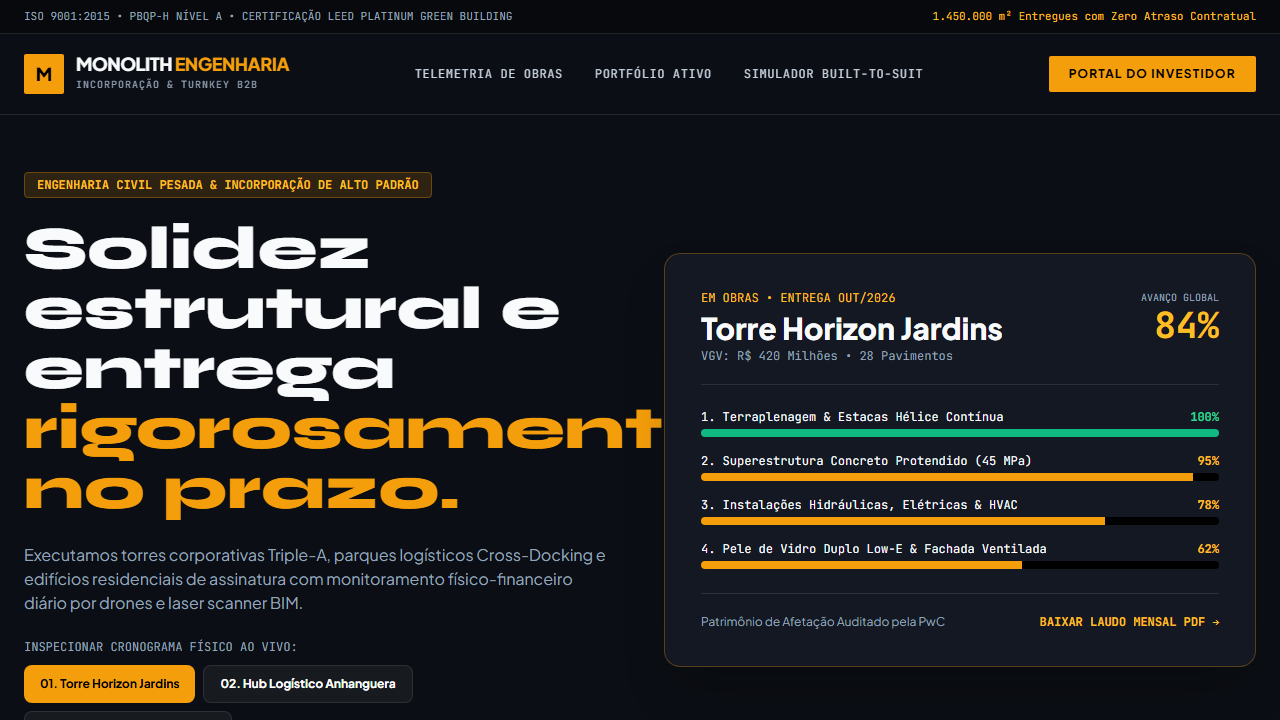 ISO 9001:2015 • PBQP-H NÍVEL A • CERTIFICAÇÃO LEED PLATINUM GREEN BUILDING
1.450.000 m² Entregues com Zero Atraso Contratual
M
MONOLITH ENGENHARIA
INCORPORAÇÃO & TURNKEY B2B
TELEMETRIA DE OBRAS
PORTFÓLIO ATIVO
SIMULADOR BUILT-TO-SUIT
PORTAL DO INVESTIDOR
ENGENHARIA CIVIL PESADA & INCORPORAÇÃO DE ALTO PADRÃO
Solidez
estrutural e
entrega
rigorosament
no prazo.
Executamos torres corporativas Triple-A, parques logísticos Cross-Docking e
edifícios residenciais de assinatura com monitoramento físico-financeiro
diário por drones e laser scanner BIM.
INSPECIONAR CRONOGRAMA FÍSICO AO VIVO:
01. Torre Horizon Jardins
02. Hub Logístico Anhanguera
EM OBRAS • ENTREGA OUT/2026
Torre Horizon Jardins
VGV: R$ 420 Milhões • 28 Pavimentos
AVANÇO GLOBAL
84%
1. Terraplenagem & Estacas Hélice Contínua
100%
2. Superestrutura Concreto Protendido (45 MPa)
95%
3. Instalações Hidráulicas, Elétricas & HVAC
78%
4. Pele de Vidro Duplo Low-E & Fachada Ventilada
62%
Patrimônio de Afetação Auditado pela PwC
BAIXAR LAUDO MENSAL PDF →